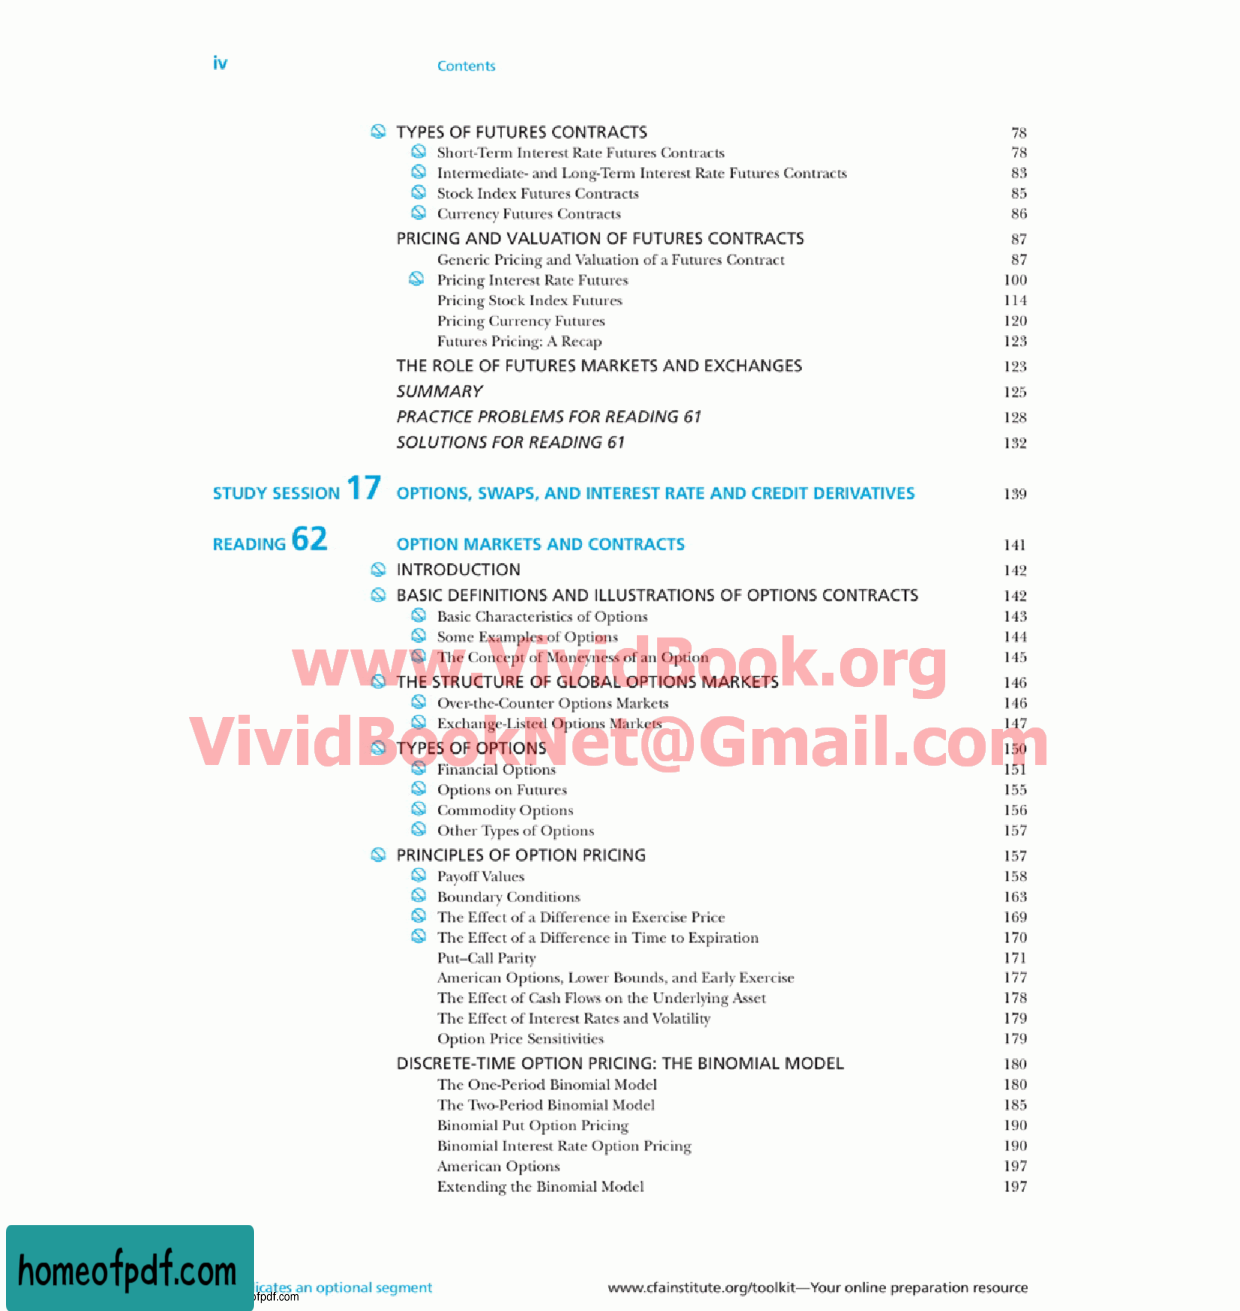 iv Contents
TYPES OF FUTURES CONTRACTS 78
Short-Term Interest Rate Futures Contracts 78
Intermediate- and Long-Term Interest Rate Futures Contracts 83
Stock Index Futures Contracts 85
Currency Futures Contracts 86
PRICING AND VALUATION OF FUTURES CONTRACTS 87
Generic Pricing and Valuation of a Futures Contract 87
Pricing Interest Rate Futures 100
Pricing Stock Index Futures 114
Pricing Currency Futures 120
Futures Pricing: A Recap 123
THE ROLE OF FUTURES MARKETS AND EXCHANGES 123
SUMMARY 125
PRACTICE PROBLEMS FOR READING 61 128
SOLUTIONS FOR READING 61 132
STUDY SESSION 17 OPTIONS, SWAPS, AND INTEREST RATE AND CREDIT DERIVATIVES 139
READING 62 OPTION MARKETS AND CONTRACTS 141
INTRODUCTION 142
BASIC DEFINITIONS AND ILLUSTRATIONS OF OPTIONS CONTRACTS 142
Basic Characteristics of Options 143
Some Examples of Options 144
The Concept of Moneyness of an Option 145
www.VividBook.org
THE STRUCTURE OF GLOBAL OPTIONS MARKETS 146
Over-the-Counter Options Markets 146
Exchange-Listed Options Markets 147
VividBookNet@Gmail.com
TYPES OF OPTIONS 150
Financial Options 151
Options on Futures 155
Commodity Options 156
Other Types of Options 157
PRINCIPLES OF OPTION PRICING 157
Payoff Values 158
Boundary Conditions 163
The Effect of a Difference in Exercise Price 169
The Effect of a Difference in Time to Expiration 170
Put–Call Parity 171
American Options, Lower Bounds, and Early Exercise 177
The Effect of Cash Flows on the Underlying Asset 178
The Effect of Interest Rates and Volatility 179
Option Price Sensitivities 179
DISCRETE-TIME OPTION PRICING: THE BINOMIAL MODEL 180
The One-Period Binomial Model 180
The Two-Period Binomial Model 185
Binomial Put Option Pricing 190
Binomial Interest Rate Option Pricing 190
American Options 197
Extending the Binomial Model 197
homeofpdf.com
an optional segment www.cfainstitute.org/toolkit—Your online preparation resource